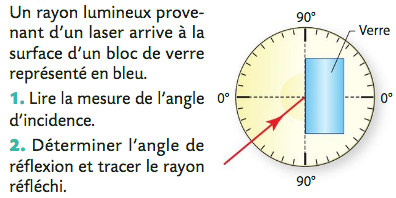 Un rayon lumineux prove-
nant d'un laser arrive à la
surface d'un bloc de verre
représenté en bleu.
1. Lire la mesure de l'angle
d'incidence.
2. Déterminer l'angle de
réflexion et tracer le rayon
réfléchi.
90°
Verre
0°
0°
90°